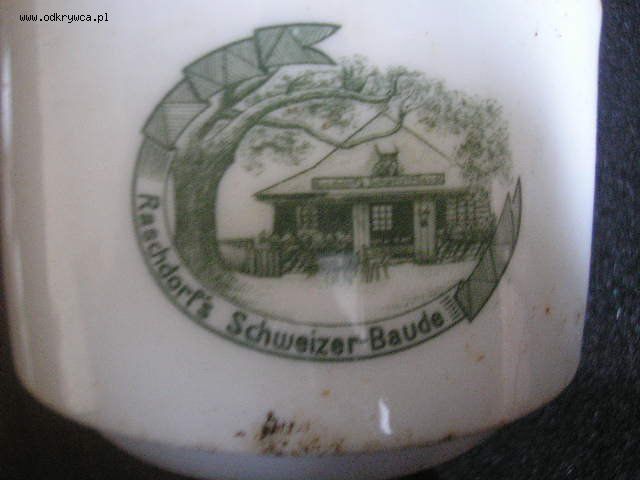 www.odkrywca.pl
Raschdorf's Schweizer-Baude